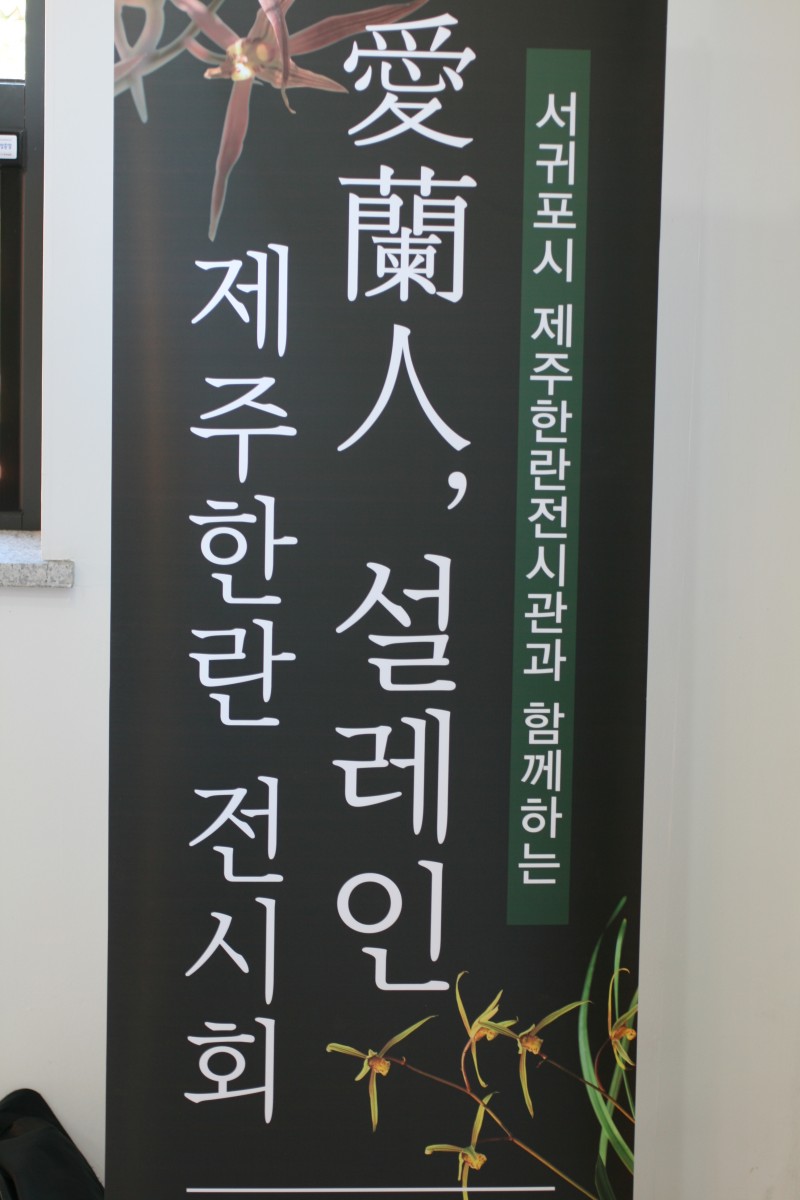 서귀포시 제주한란전시관과 함께하는
愛蘭人, 설레인
제주한란 전시회